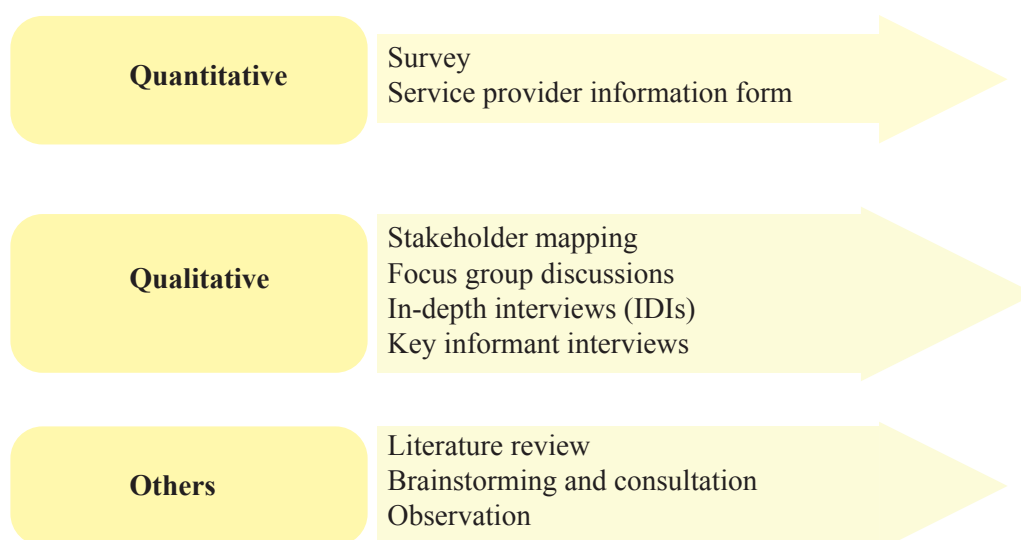 Quantitative
Survey
Service provider information form
Qualitative
Stakeholder mapping
Focus group discussions
In-depth interviews (IDIs)
Key informant interviews
Others
Literature review
Brainstorming and consultation
Observation